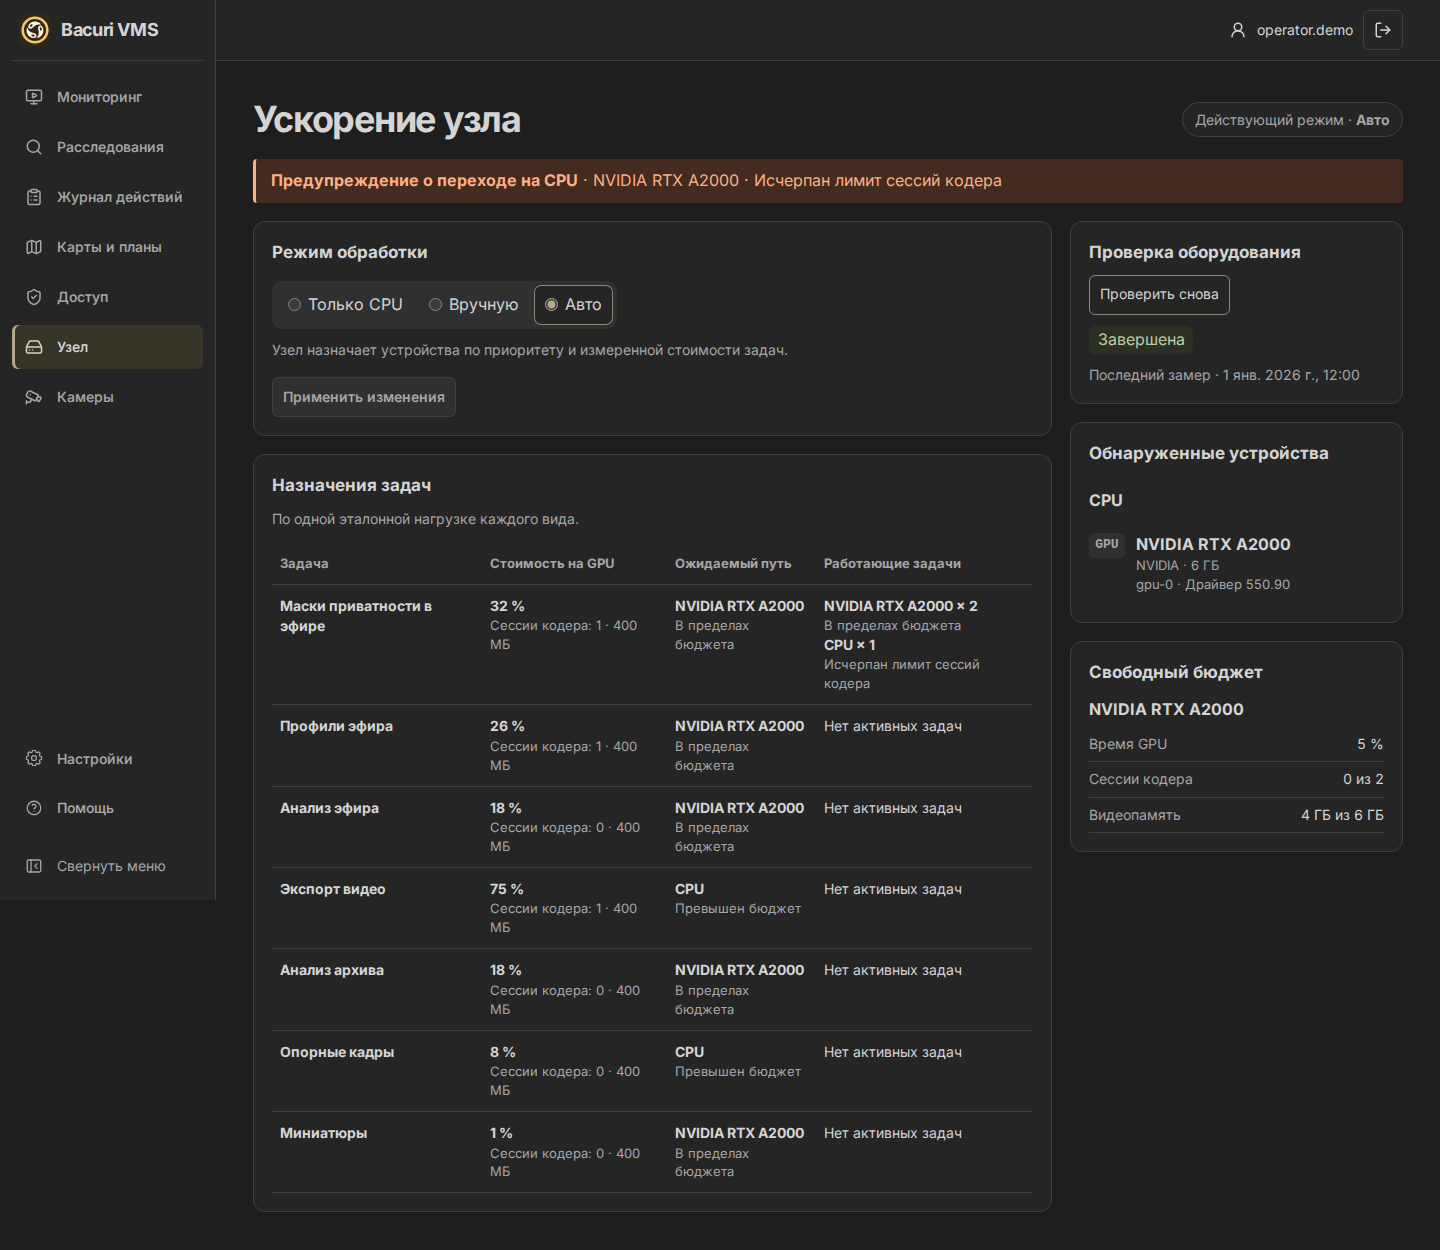 Bacuri VMS
operator.demo
Мониторинг
Расследования
Журнал действий
Карты и планы
Доступ
Узел
Камеры
Настройки
Помощь
Свернуть меню
Ускорение узла
Действующий режим · Авто
Предупреждение о переходе на CPU · NVIDIA RTX A2000 · Исчерпан лимит сессий кодера
Режим обработки
Только CPU
Вручную
Авто
Узел назначает устройства по приоритету и измеренной стоимости задач.
Применить изменения
Назначения задач
По одной эталонной нагрузке каждого вида.
Задача Стоимость на GPU Ожидаемый путь Работающие задачи
Маски приватности в
эфире
32 %
Сессии кодера: 1 · 400
МБ
NVIDIA RTX A2000
В пределах
бюджета
NVIDIA RTX A2000 × 2
В пределах бюджета
CPU × 1
Исчерпан лимит сессий
кодера
Профили эфира
26 %
Сессии кодера: 1 · 400
МБ
NVIDIA RTX A2000
В пределах
бюджета
Нет активных задач
Анализ эфира
18 %
Сессии кодера: 0 · 400
МБ
NVIDIA RTX A2000
В пределах
бюджета
Нет активных задач
Экспорт видео
75 %
Сессии кодера: 1 · 400
МБ
CPU
Превышен бюджет
Нет активных задач
Анализ архива
18 %
Сессии кодера: 0 · 400
МБ
NVIDIA RTX A2000
В пределах
бюджета
Нет активных задач
Опорные кадры
8 %
Сессии кодера: 0 · 400
МБ
CPU
Превышен бюджет
Нет активных задач
Миниатюры
1 %
Сессии кодера: 0 · 400
МБ
NVIDIA RTX A2000
В пределах
бюджета
Нет активных задач
Проверка оборудования
Проверить снова
Завершена
Последний замер · 1 янв. 2026 г., 12:00
Обнаруженные устройства
CPU
GPU
NVIDIA RTX A2000
NVIDIA · 6 ГБ
gpu-0 · Драйвер 550.90
Свободный бюджет
NVIDIA RTX A2000
Время GPU 5 %
Сессии кодера 0 из 2
Видеопамять 4 ГБ из 6 ГБ